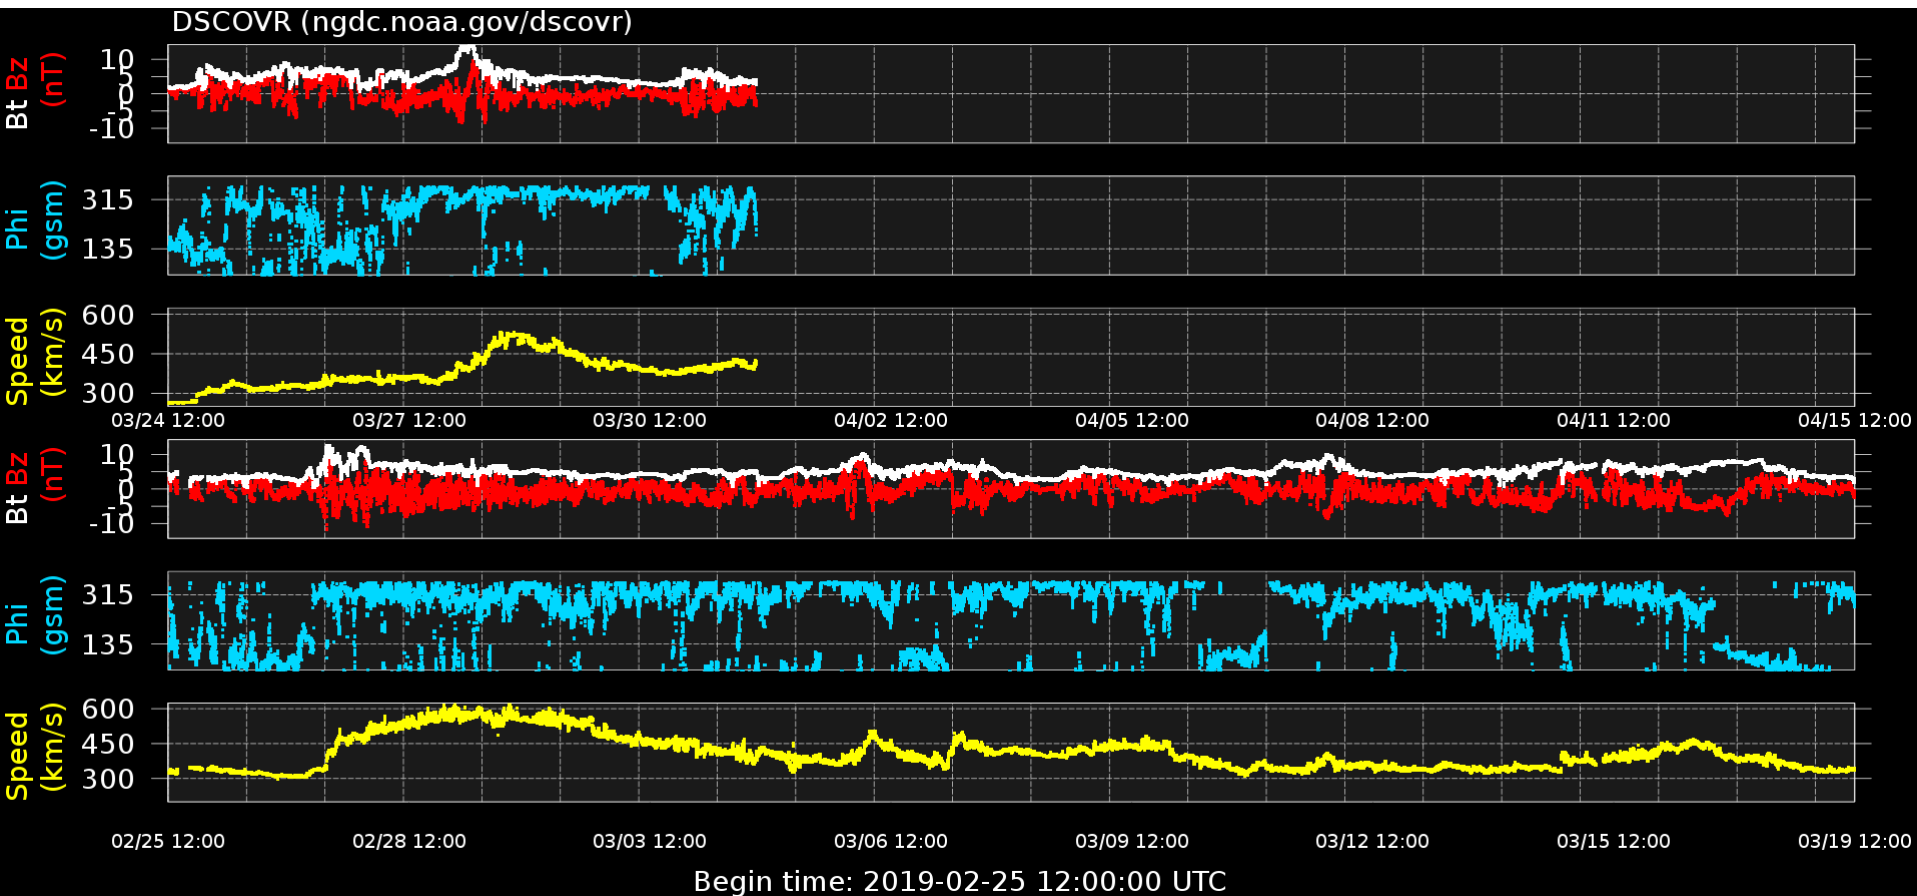 DSCOVR (ngdc.noaa.gov/dscovr)
Bt Bz
(nT)
10
5
0
-5
-10
Phi
(gsm)
315
135
Speed
(km/s)
600
450
300
03/24 12:00 03/27 12:00 03/30 12:00 04/02 12:00 04/05 12:00 04/08 12:00 04/11 12:00 04/15 12:00
Bt Bz
(nT)
10
5
0
-5
-10
Phi
(gsm)
315
135
Speed
(km/s)
600
450
300
02/25 12:00 02/28 12:00 03/03 12:00 03/06 12:00 03/09 12:00 03/12 12:00 03/15 12:00 03/19 12:00
Begin time: 2019-02-25 12:00:00 UTC